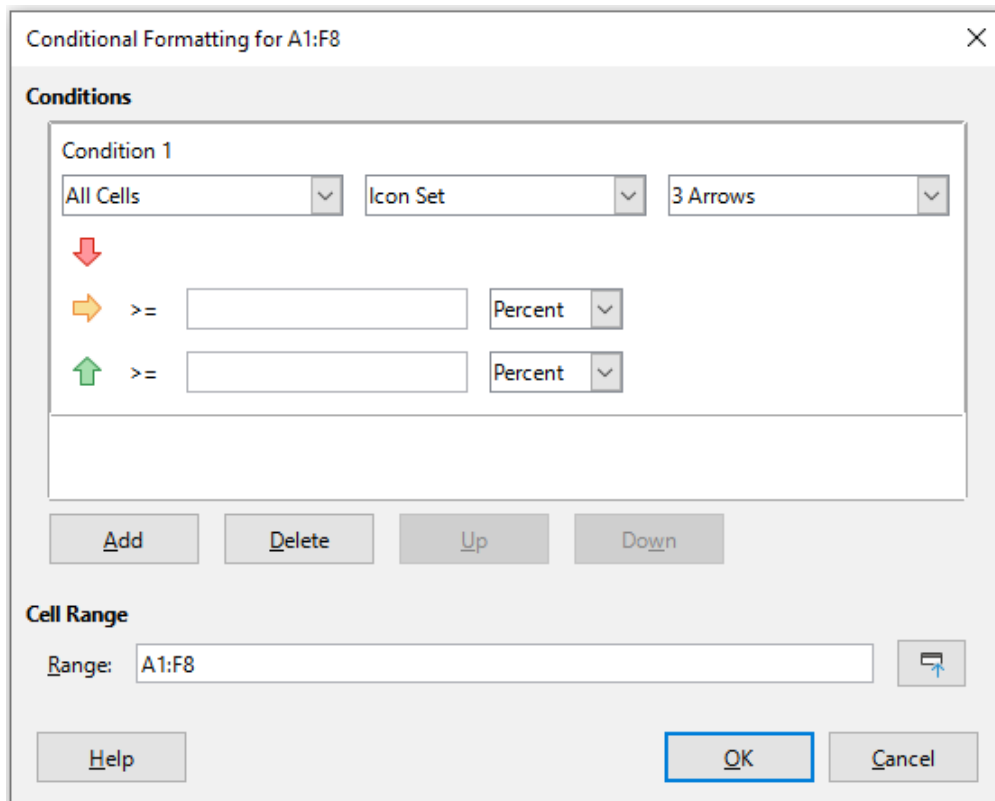 Conditional Formatting for A1:F8
Conditions
Condition 1
All Cells Icon Set 3 Arrows
>= Percent
>= Percent
Add Delete Up Down
Cell Range
Range: A1:F8
Help OK Cancel